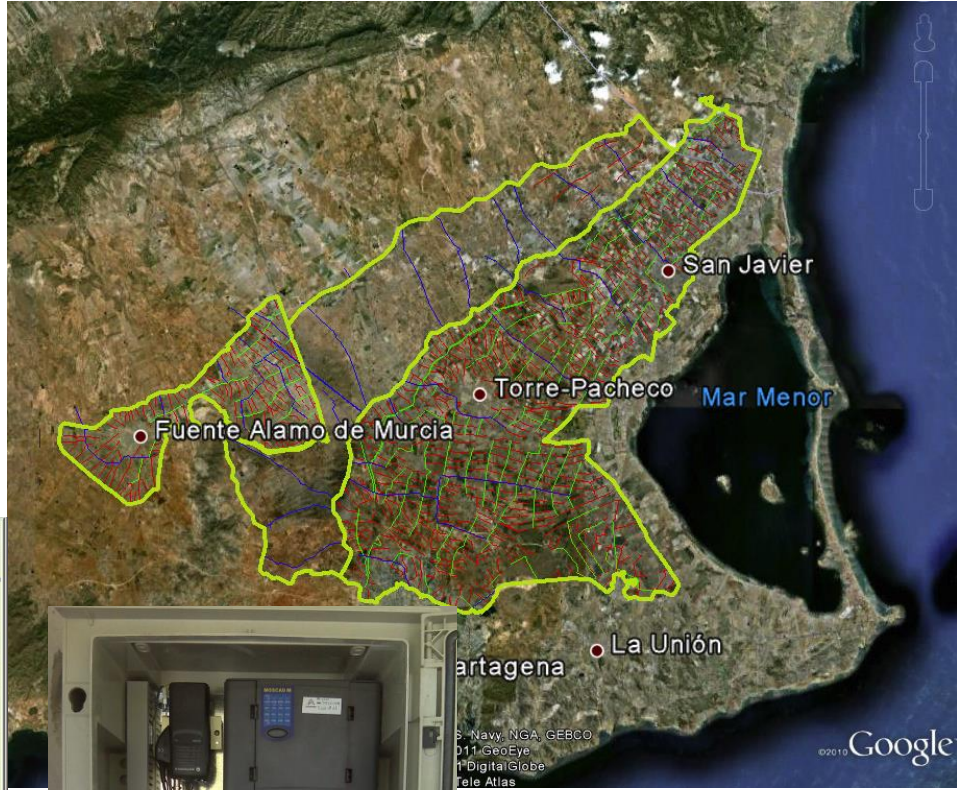 San Javier
Torre-Pacheco
Mar Menor
Fuente Alamo de Murcia
La Unión
artagena
S. Navy, NGA, GEBCO
011 GeoEye
1 DigitalGlobe
Tele Atlas
©2010 Google
MOSCAD-M